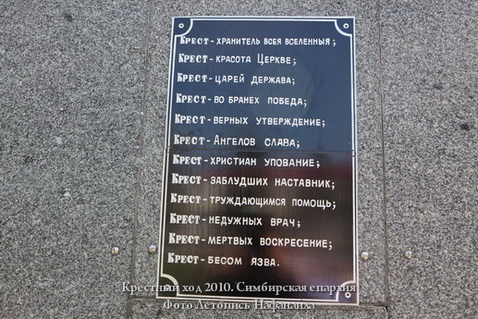 Крест - хранитель всея вселенныя;
Крест - красота Церкве;
Крест - царей держава;
Крест - во бранех победа;
Крест - верных утверждение;
Крест - Ангелов слава;
Крест - христиан упование;
Крест - заблудших наставник;
Крест - труждающимся помощь;
Крест - недужных врач;
Крест - мертвых воскресение;
Крест - бесом язва.
Крестный ход 2010. Симбирская епархия
Фото Летопись Нафанаила